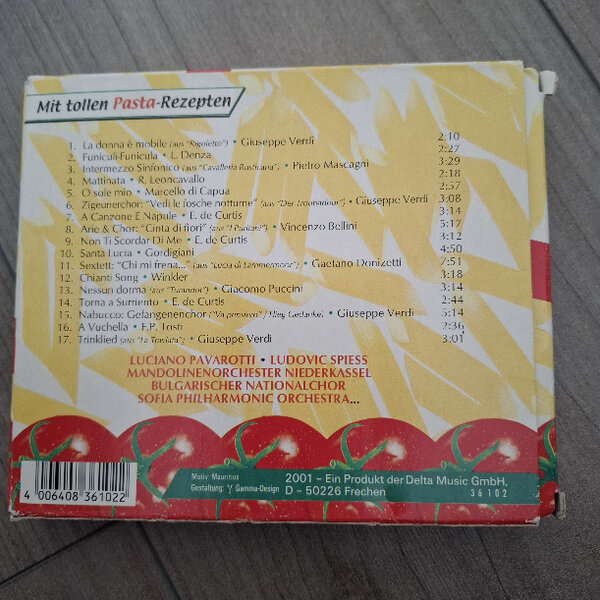 Mit tollen Pasta-Rezepten
1. La donna è mobile (aus "Rigoletto") • Giuseppe Verdi 2:10
2. Funiculi-Funicula • L. Denza 2:27
3. Intermezzo Sinfonico (aus "Cavalleria Rusticana") • Pietro Mascagni 3:29
4. Mattinata • R. Leoncavallo 2:18
5. O sole mio • Marcello di Capua 2:57
6. Zigeunerchor: "Vedi le fosche notturne" (aus "Der Troubadour") • Giuseppe Verdi 3:08
7. A Canzone E Napule • E. de Curtis 3:14
8. Arie & Chor: "Cinta di fiori" (aus "I Puritani") • Vincenzo Bellini 5:17
9. Non Ti Scordar Di Me • E. de Curtis 3:12
10. Santa Lucia • Gordigiani 4:50
11. Sextett: "Chi mi frena..." (aus "Lucia di Lammermoor") • Gaetano Donizetti 7:51
12. Chianti Song • Winkler 3:18
13. Nessun dorma (aus "Turandot") • Giacomo Puccini 3:14
14. Torna a Surriento • E. de Curtis 2:44
15. Nabucco: Gefangenenchor ("Va pensiero" / Flieg Gedanke) • Giuseppe Verdi 5:14
16. A Vuchella • F.P. Tosti 2:36
17. Trinklied (aus "La Traviata") • Giuseppe Verdi 3:01
LUCIANO PAVAROTTI • LUDOVIC SPIESS
MANDOLINENORCHESTER NIEDERKASSEL
BULGARISCHER NATIONALCHOR
SOFIA PHILHARMONIC ORCHESTRA...
4 006408 361022
Motiv: Mauritius
Gestaltung: Gamma-Design
2001 – Ein Produkt der Delta Music GmbH,
D – 50226 Frechen
36 102